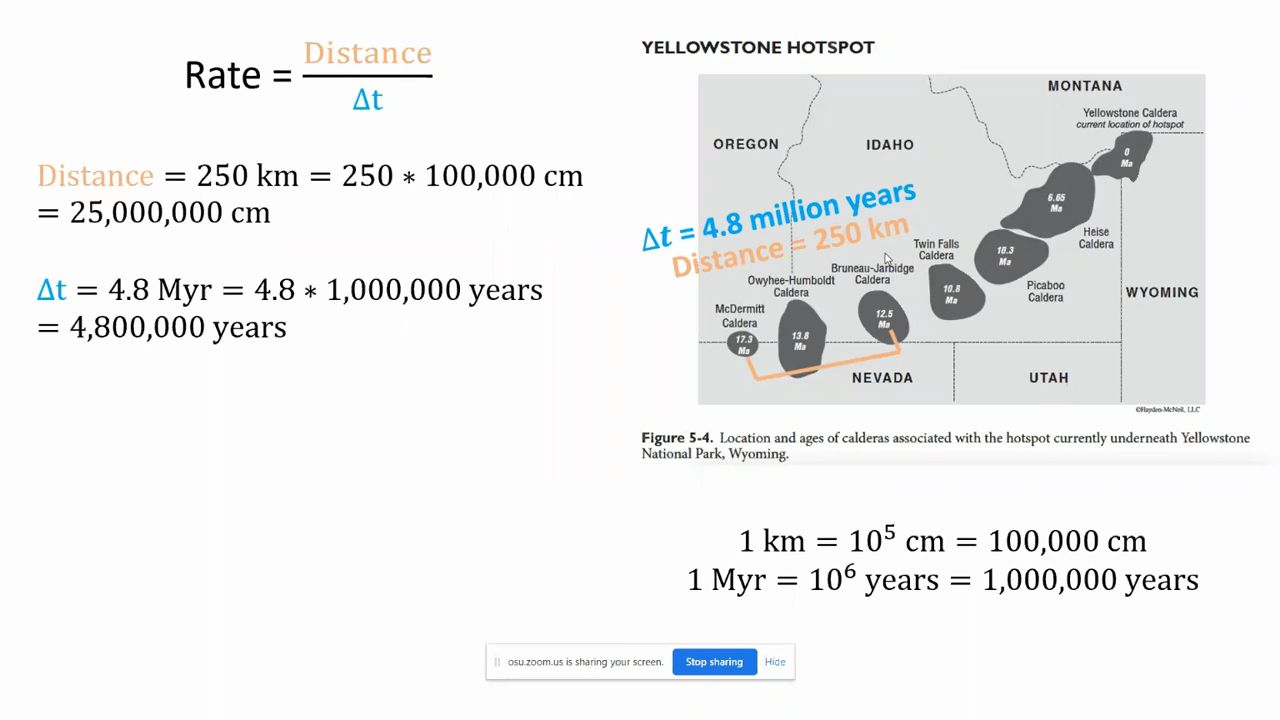 Rate = Distance / Δt
Distance = 250 km = 250 ∗ 100,000 cm
= 25,000,000 cm
Δt = 4.8 Myr = 4.8 ∗ 1,000,000 years
= 4,800,000 years
YELLOWSTONE HOTSPOT
MONTANA
Yellowstone Caldera
current location of hotspot
OREGON
IDAHO
0
Ma
6.65
Ma
Δt = 4.8 million years
Distance = 250 km
Heise
Caldera
Twin Falls
Caldera
10.3
Ma
Bruneau-Jarbidge
Caldera
Owyhee-Humboldt
Caldera
10.8
Ma
Picaboo
Caldera
WYOMING
McDermitt
Caldera
12.5
Ma
13.8
Ma
17.3
Ma
NEVADA
UTAH
©Hayden-McNeil, LLC
Figure 5-4. Location and ages of calderas associated with the hotspot currently underneath Yellowstone
National Park, Wyoming.
1 km = 10⁵ cm = 100,000 cm
1 Myr = 10⁶ years = 1,000,000 years
osu.zoom.us is sharing your screen.
Stop sharing
Hide